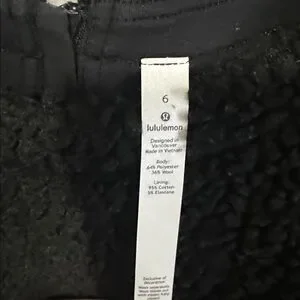 6
lululemon
Designed in
Vancouver
Made in Vietnam
Body:
64% Polyester
36% Wool
Lining:
95% Cotton
5% Elastane
Exclusive of
decoration